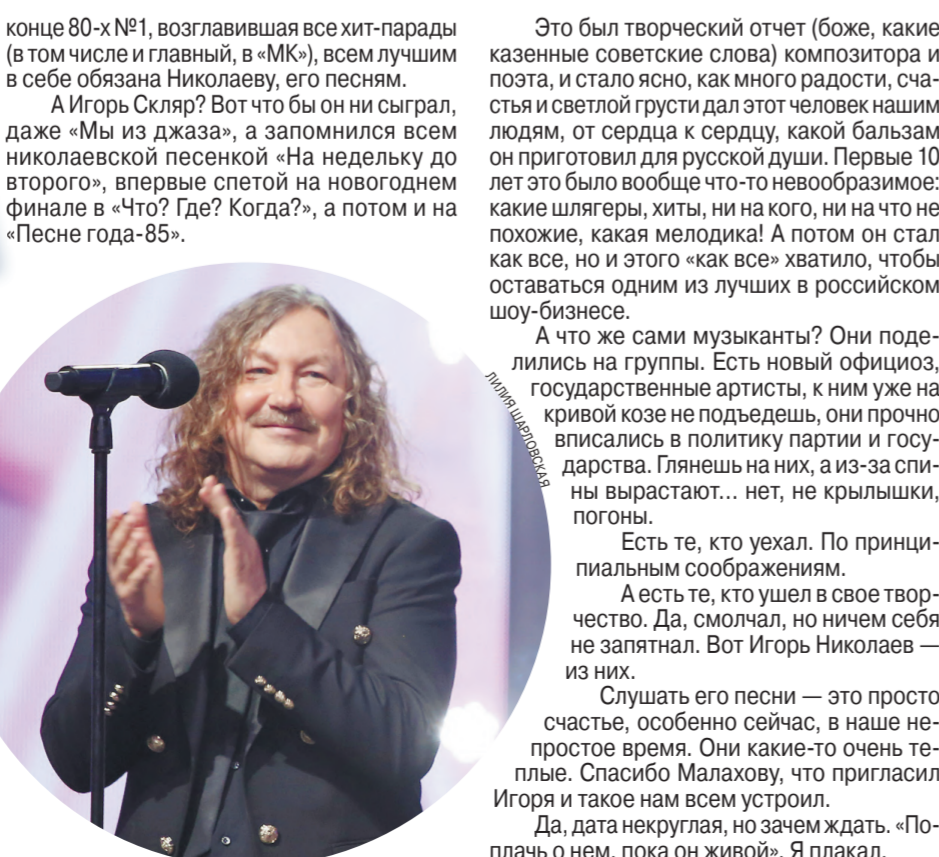 конце 80-х №1, возглавившая все хит-парады
(в том числе и главный, в «МК»), всем лучшим
в себе обязана Николаеву, его песням.
А Игорь Скляр? Вот что бы он ни сыграл,
даже «Мы из джаза», а запомнился всем
николаевской песенкой «На недельку до
второго», впервые спетой на новогоднем
финале в «Что? Где? Когда?», а потом и на
«Песне года-85».
ЛИЛИЯ ШАРЛОВСКАЯ
Это был творческий отчет (боже, какие
казенные советские слова) композитора и
поэта, и стало ясно, как много радости, сча-
стья и светлой грусти дал этот человек нашим
людям, от сердца к сердцу, какой бальзам
он приготовил для русской души. Первые 10
лет это было вообще что-то невообразимое:
какие шлягеры, хиты, ни на кого, ни на что не
похожие, какая мелодика! А потом он стал
как все, но и этого «как все» хватило, чтобы
оставаться одним из лучших в российском
шоу-бизнесе.
А что же сами музыканты? Они поде-
лились на группы. Есть новый официоз,
государственные артисты, к ним уже на
кривой козе не подъедешь, они прочно
вписались в политику партии и госу-
дарства. Глянешь на них, а из-за спи-
ны вырастают... нет, не крылышки,
погоны.
Есть те, кто уехал. По принци-
пиальным соображениям.
А есть те, кто ушел в свое твор-
чество. Да, смолчал, но ничем себя
не запятнал. Вот Игорь Николаев —
из них.
Слушать его песни — это просто
счастье, особенно сейчас, в наше не-
простое время. Они какие-то очень те-
плые. Спасибо Малахову, что пригласил
Игоря и такое нам всем устроил.
Да, дата некруглая, но зачем ждать. «По-
плачь о нем, пока он живой». Я плакал.